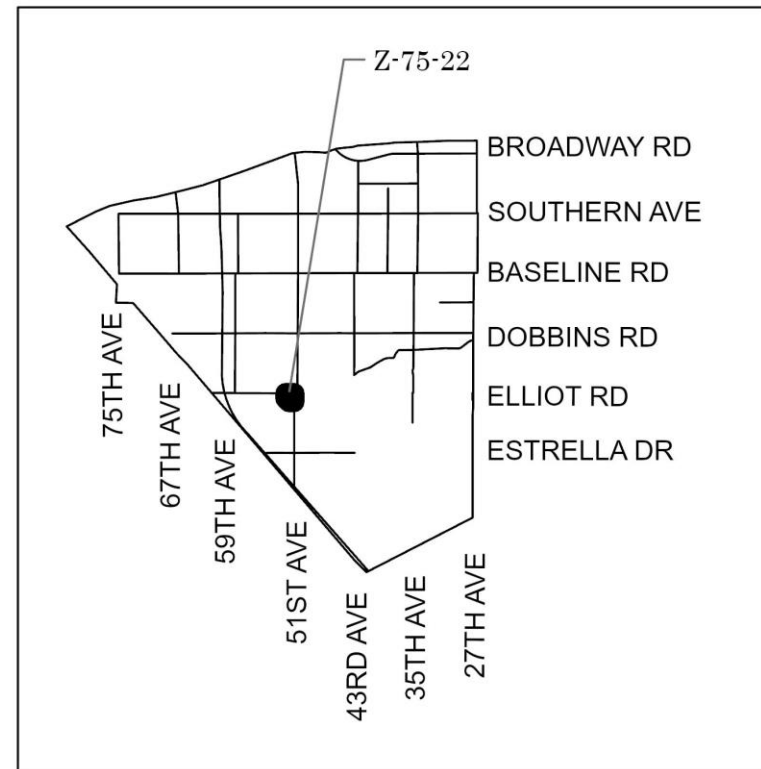 Z-75-22
BROADWAY RD
SOUTHERN AVE
BASELINE RD
DOBBINS RD
ELLIOT RD
ESTRELLA DR
75TH AVE
67TH AVE
59TH AVE
51ST AVE
43RD AVE
35TH AVE
27TH AVE